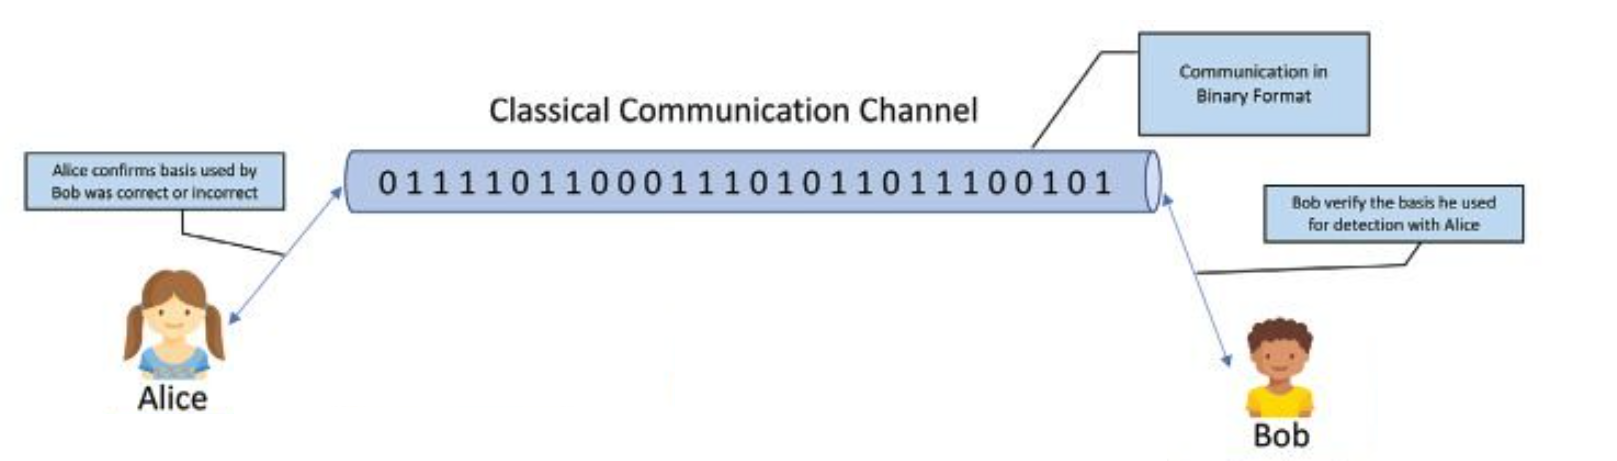 Communication in
Binary Format
Classical Communication Channel
Alice confirms basis used by
Bob was correct or incorrect
0 1 1 1 1 0 1 1 0 0 0 1 1 1 0 1 0 1 1 0 1 1 1 0 0 1 0 1
Bob verify the basis he used
for detection with Alice
Alice
Bob